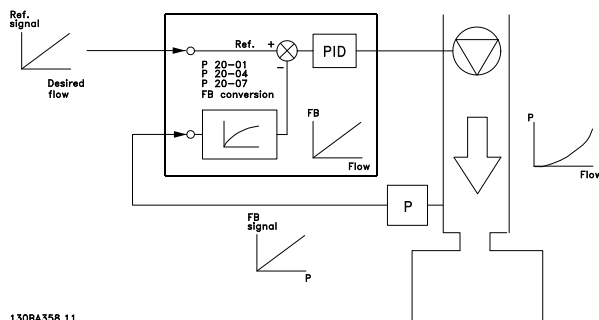 Ref.
signal
Desired
flow
Ref.
+
−
PID
P 20-01
P 20-04
P 20-07
FB conversion
FB
Flow
P
Flow
P
FB
signal
P
130BA358.11